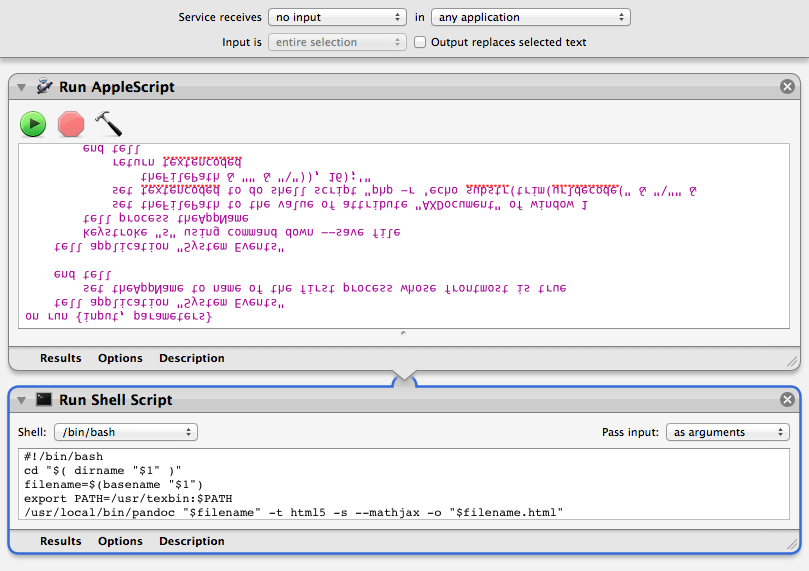 Service receives no input in any application
Input is entire selection Output replaces selected text
Run AppleScript
on run {input, parameters}
tell application "System Events"
set theAppName to name of the first process whose frontmost is true
end tell
tell application "System Events"
keystroke "s" using command down --save file
tell process theAppName
set theFilePath to the value of attribute "AXDocument" of window 1
set textencoded to do shell script "php -r 'echo substr(trim(urldecode(" & "\"" &
theFilePath & "" & "\")), 16);'"
return textencoded
end tell
Results Options Description
Run Shell Script
Shell: /bin/bash Pass input: as arguments
#!/bin/bash
cd "$( dirname "$1" )"
filename=$(basename "$1")
export PATH=/usr/texbin:$PATH
/usr/local/bin/pandoc "$filename" -t html5 -s --mathjax -o "$filename.html"
Results Options Description